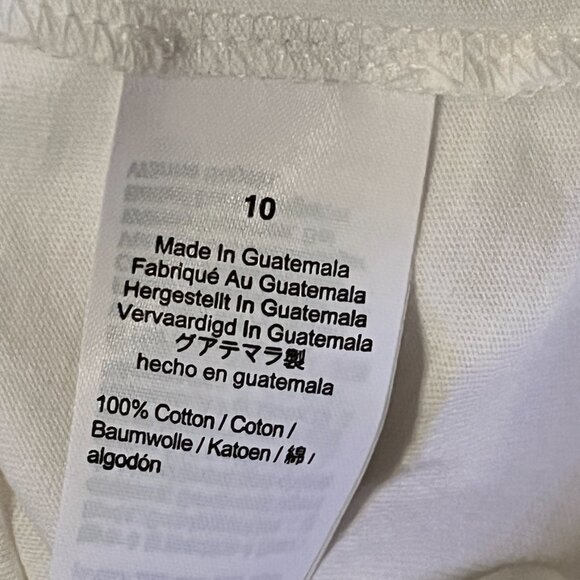 10
Made In Guatemala
Fabriqué Au Guatemala
Hergestellt In Guatemala
Vervaardigd In Guatemala
グアテマラ製
hecho en guatemala
100% Cotton / Coton /
Baumwolle / Katoen / 綿 /
algodón